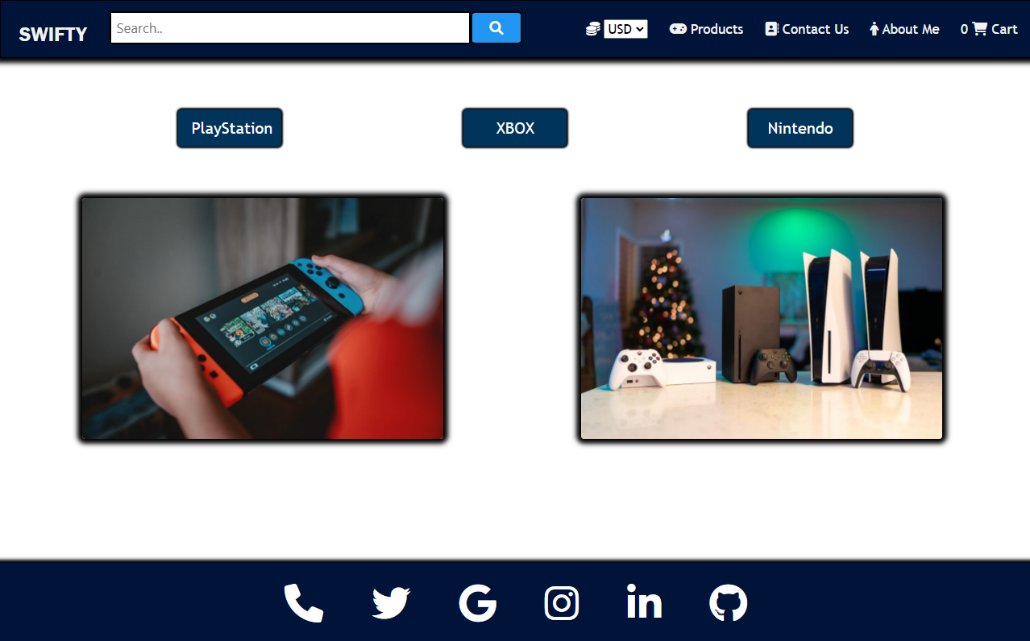 SWIFTY
Search..
USD
Products
Contact Us
About Me
0 Cart
PlayStation
XBOX
Nintendo